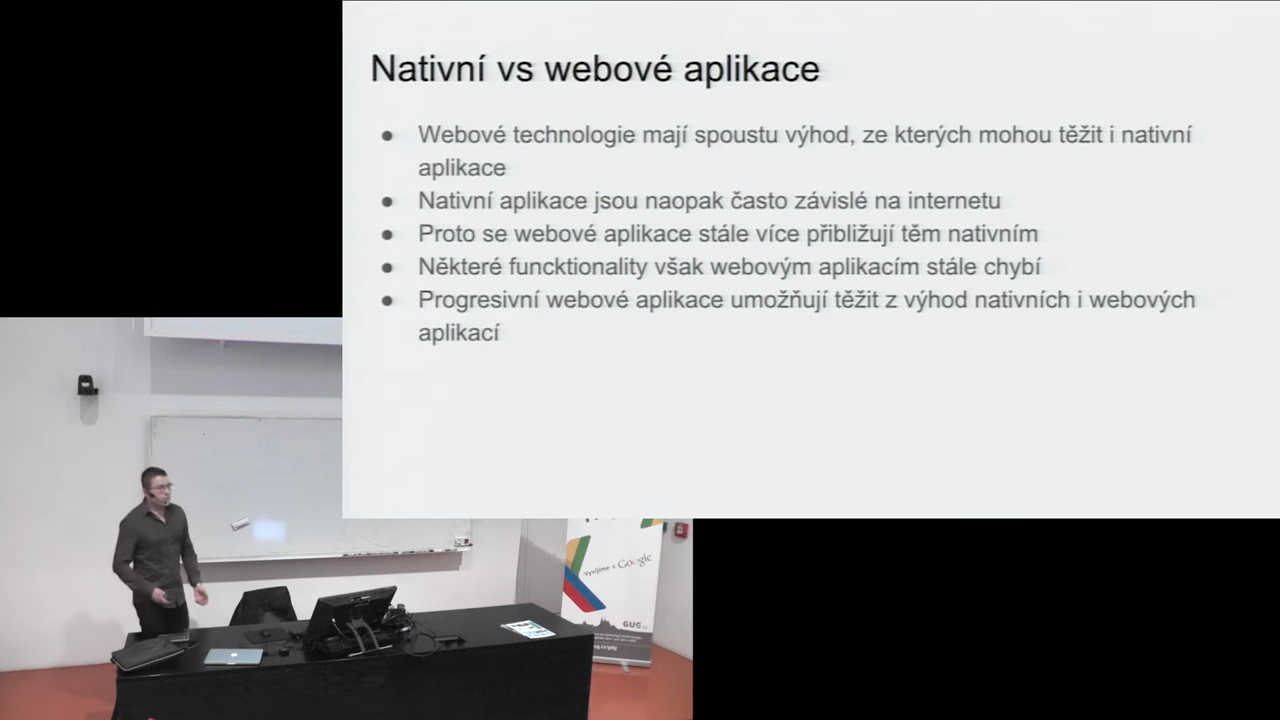 Nativní vs webové aplikace
● Webové technologie mají spoustu výhod, ze kterých mohou těžit i nativní
aplikace
● Nativní aplikace jsou naopak často závislé na internetu
● Proto se webové aplikace stále více přibližují těm nativním
● Některé funcktionality však webovým aplikacím stále chybí
● Progresivní webové aplikace umožňují těžit z výhod nativních i webových
aplikací
Vyvíjíme s Google
GUG